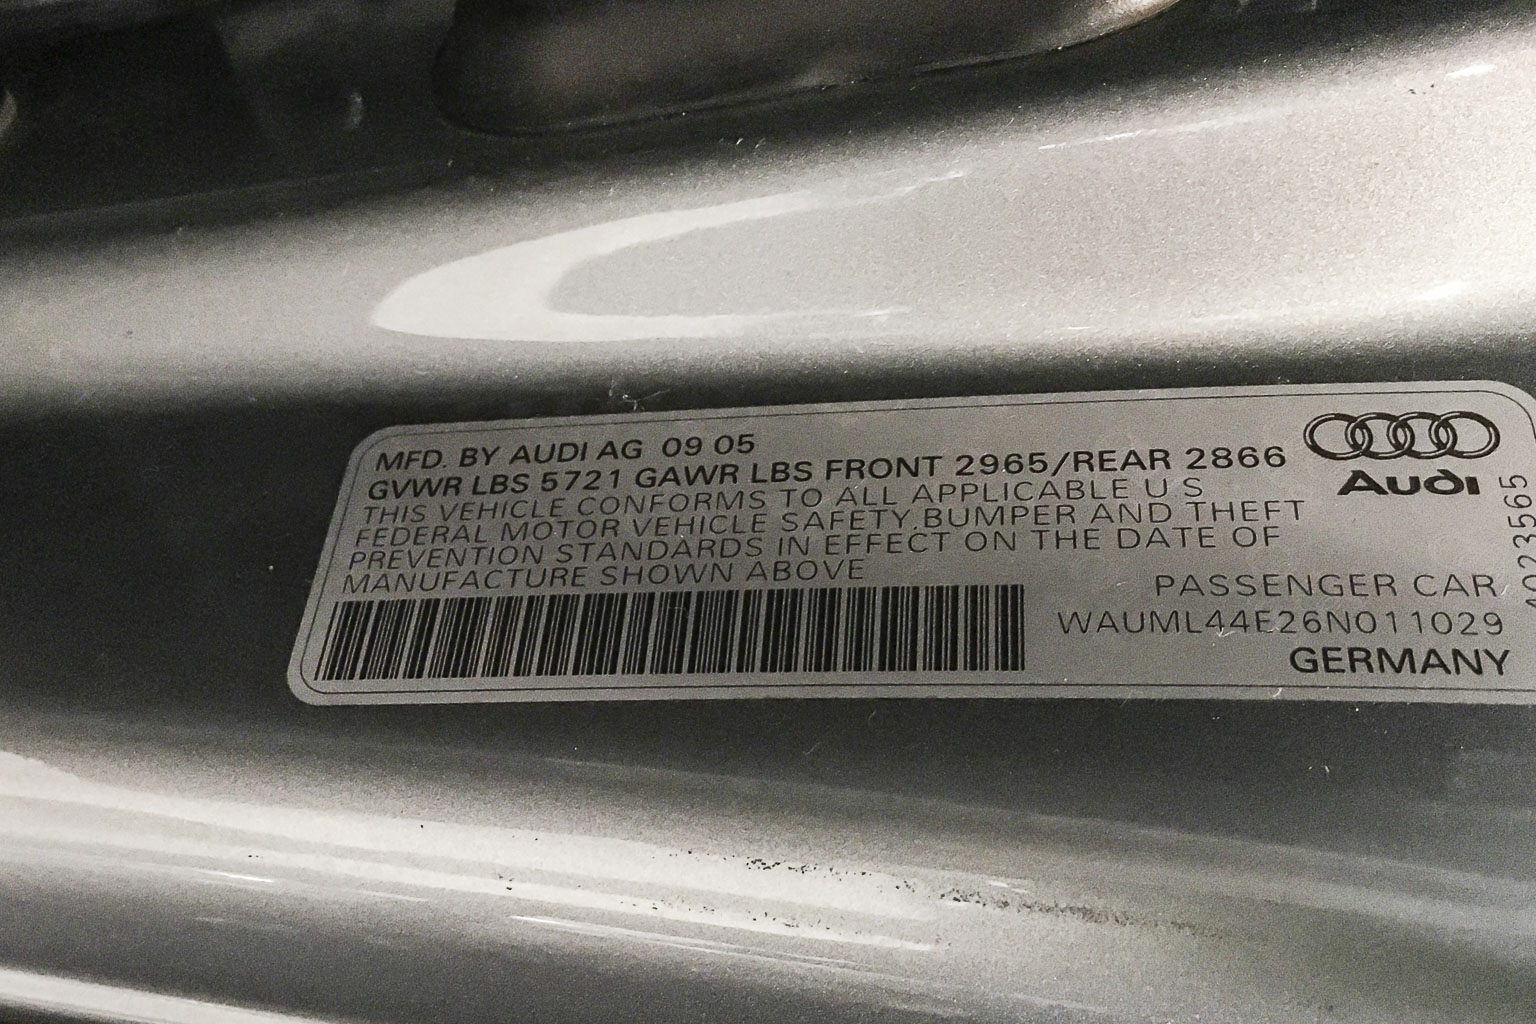 MFD. BY AUDI AG 09 05
GVWR LBS 5721 GAWR LBS FRONT 2965/REAR 2866
THIS VEHICLE CONFORMS TO ALL APPLICABLE U S
FEDERAL MOTOR VEHICLE SAFETY, BUMPER AND THEFT
PREVENTION STANDARDS IN EFFECT ON THE DATE OF
MANUFACTURE SHOWN ABOVE
Audi
PASSENGER CAR
WAUML44E26N011029
GERMANY